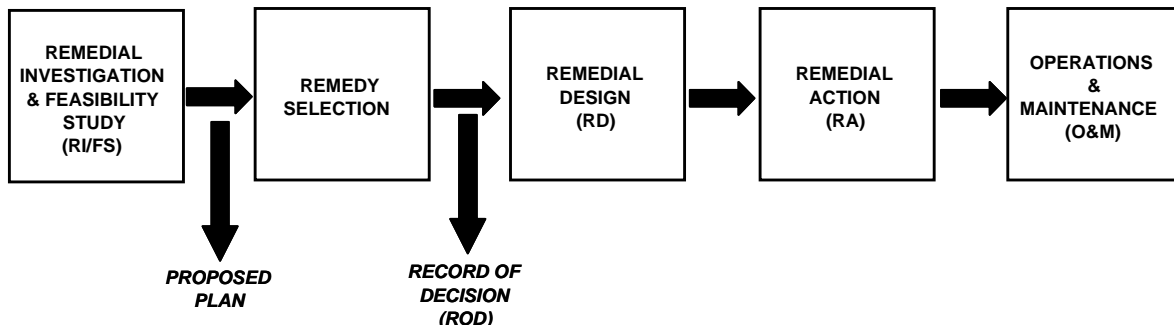 REMEDIAL
INVESTIGATION
& FEASIBILITY
STUDY
(RI/FS)
REMEDY
SELECTION
REMEDIAL
DESIGN
(RD)
REMEDIAL
ACTION
(RA)
OPERATIONS
&
MAINTENANCE
(O&M)
PROPOSED
PLAN
RECORD OF
DECISION
(ROD)